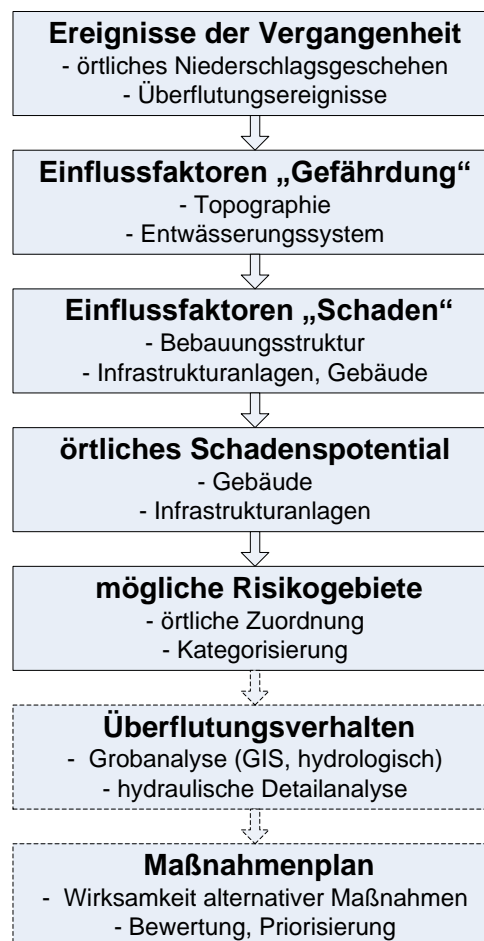 Ereignisse der Vergangenheit
- örtliches Niederschlagsgeschehen
- Überflutungsereignisse
Einflussfaktoren „Gefährdung“
- Topographie
- Entwässerungssystem
Einflussfaktoren „Schaden“
- Bebauungsstruktur
- Infrastrukturanlagen, Gebäude
örtliches Schadenspotential
- Gebäude
- Infrastrukturanlagen
mögliche Risikogebiete
- örtliche Zuordnung
- Kategorisierung
Überflutungsverhalten
- Grobanalyse (GIS, hydrologisch)
- hydraulische Detailanalyse
Maßnahmenplan
- Wirksamkeit alternativer Maßnahmen
- Bewertung, Priorisierung